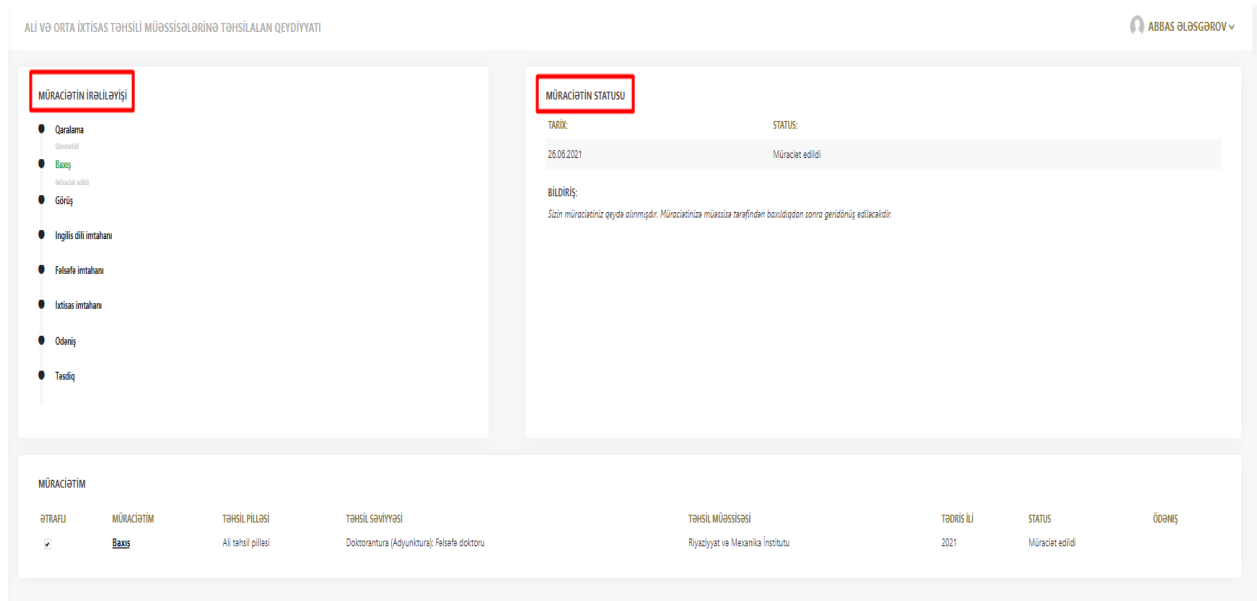 ALİ VƏ ORTA İXTİSAS TƏHSİLİ MÜƏSSİSƏLƏRİNƏ TƏHSİLALAN QEYDİYYATI
ABBAS ƏLƏSGƏROV
MÜRACİƏTİN İRƏLİLƏYİŞİ
Qaralama
Göndərildi
Baxış
Müraciət edildi
Görüş
Ingilis dili imtahanı
Fəlsəfə imtahanı
Ixtisas imtahanı
Odəniş
Təsdiq
MÜRACİƏTİN STATUSU
TARİX: STATUS:
26.06.2021 Müraciət edildi
BİLDİRİŞ:
Sizin müraciətiniz qeydə alınmışdır. Müraciətinizə müəssisə tərəfindən baxıldıqdan sonra geridönüş ediləcəkdir.
MÜRACİƏTİM
ƏTRAFLI MÜRACİƏTİM TƏHSİL PİLLƏSİ TƏHSİL SƏVİYYƏSİ TƏHSİL MÜƏSSİSƏSİ TƏDRİS İLİ STATUS ÖDƏNIŞ
Baxış Ali təhsil pilləsi Doktorantura (Adyunktura): Fəlsəfə doktoru Riyaziyyat və Mexanika İnstitutu 2021 Müraciət edildi